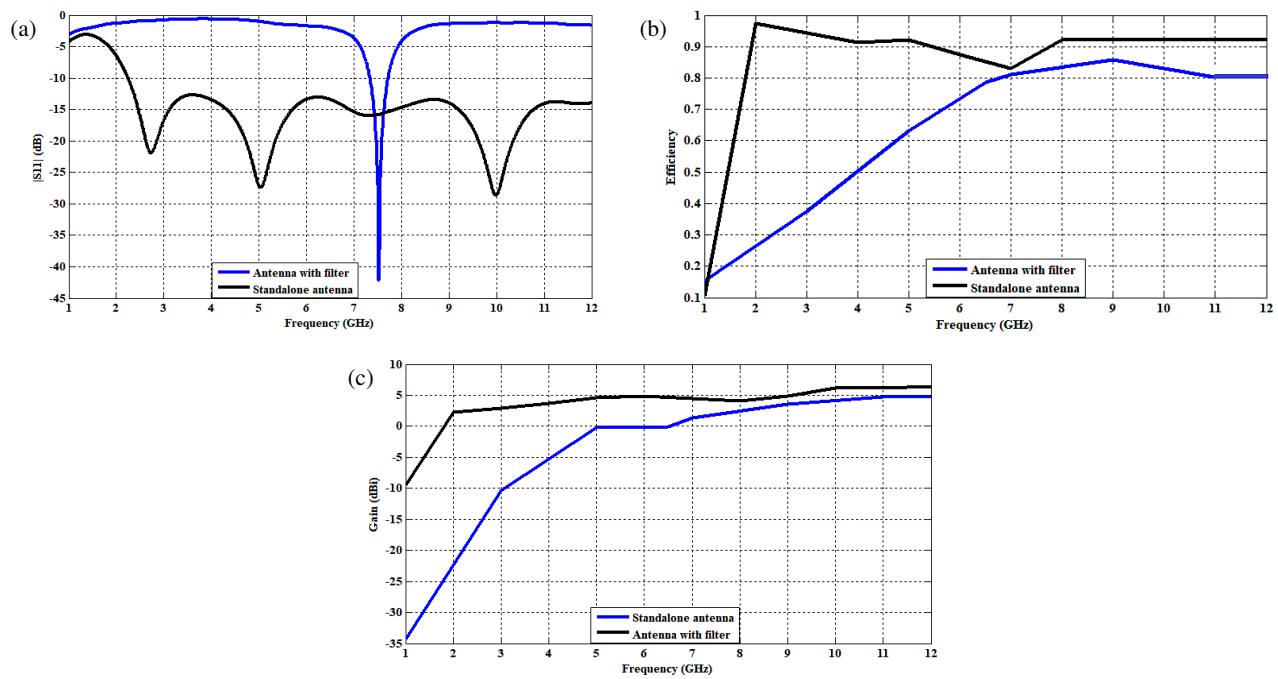 (a)
0
-5
-10
-15
-20
-25
-30
-35
-40
-45
|S11| (dB)
Antenna with filter
Standalone antenna
1 2 3 4 5 6 7 8 9 10 11 12
Frequency (GHz)
(b)
1
0.9
0.8
0.7
0.6
0.5
0.4
0.3
0.2
0.1
Efficiency
Antenna with filter
Standalone antenna
1 2 3 4 5 6 7 8 9 10 11 12
Frequency (GHz)
(c)
10
5
0
-5
-10
-15
-20
-25
-30
-35
Gain (dBi)
Standalone antenna
Antenna with filter
1 2 3 4 5 6 7 8 9 10 11 12
Frequency (GHz)